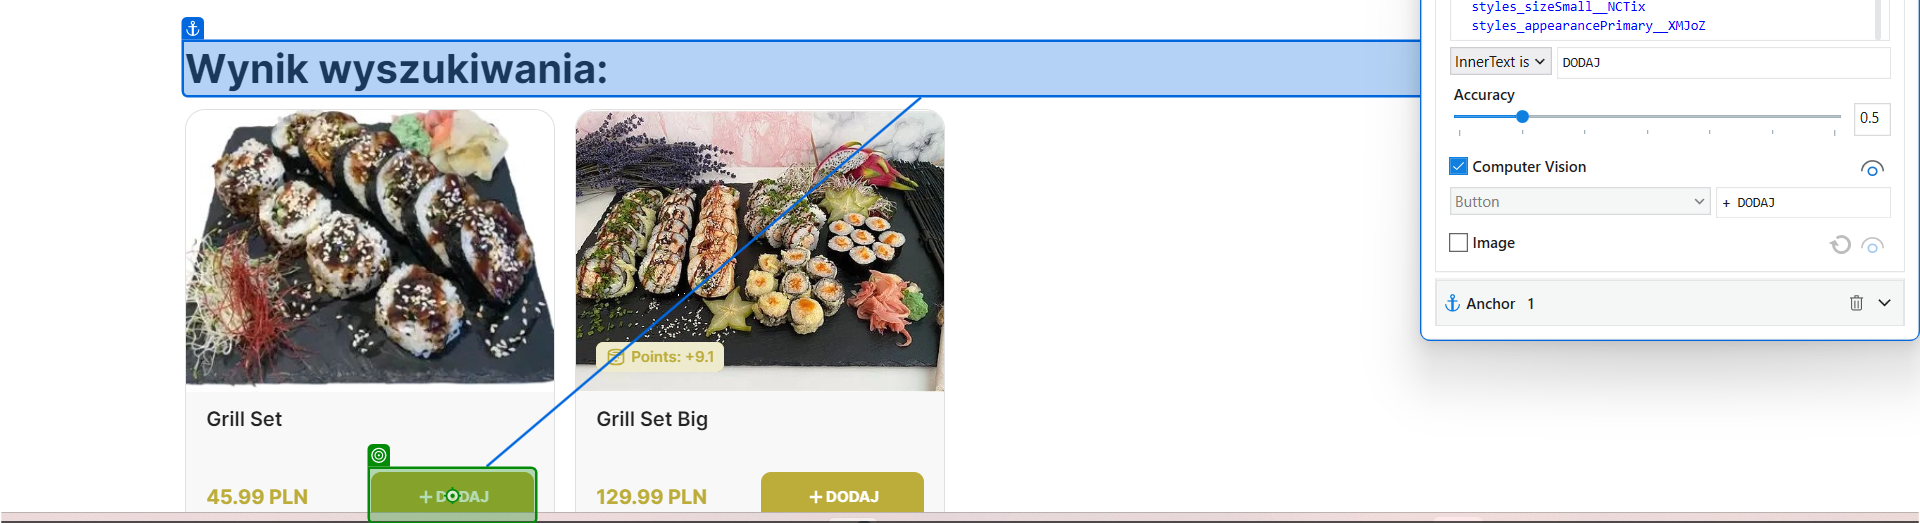 Wynik wyszukiwania:
Points: +9.1
Grill Set
Grill Set Big
45.99 PLN
+ DODAJ
129.99 PLN
+ DODAJ
styles_sizeSmall__NCTix
styles_appearancePrimary__XMJoZ
InnerText is
DODAJ
Accuracy
0.5
Computer Vision
Button
+ DODAJ
Image
Anchor 1